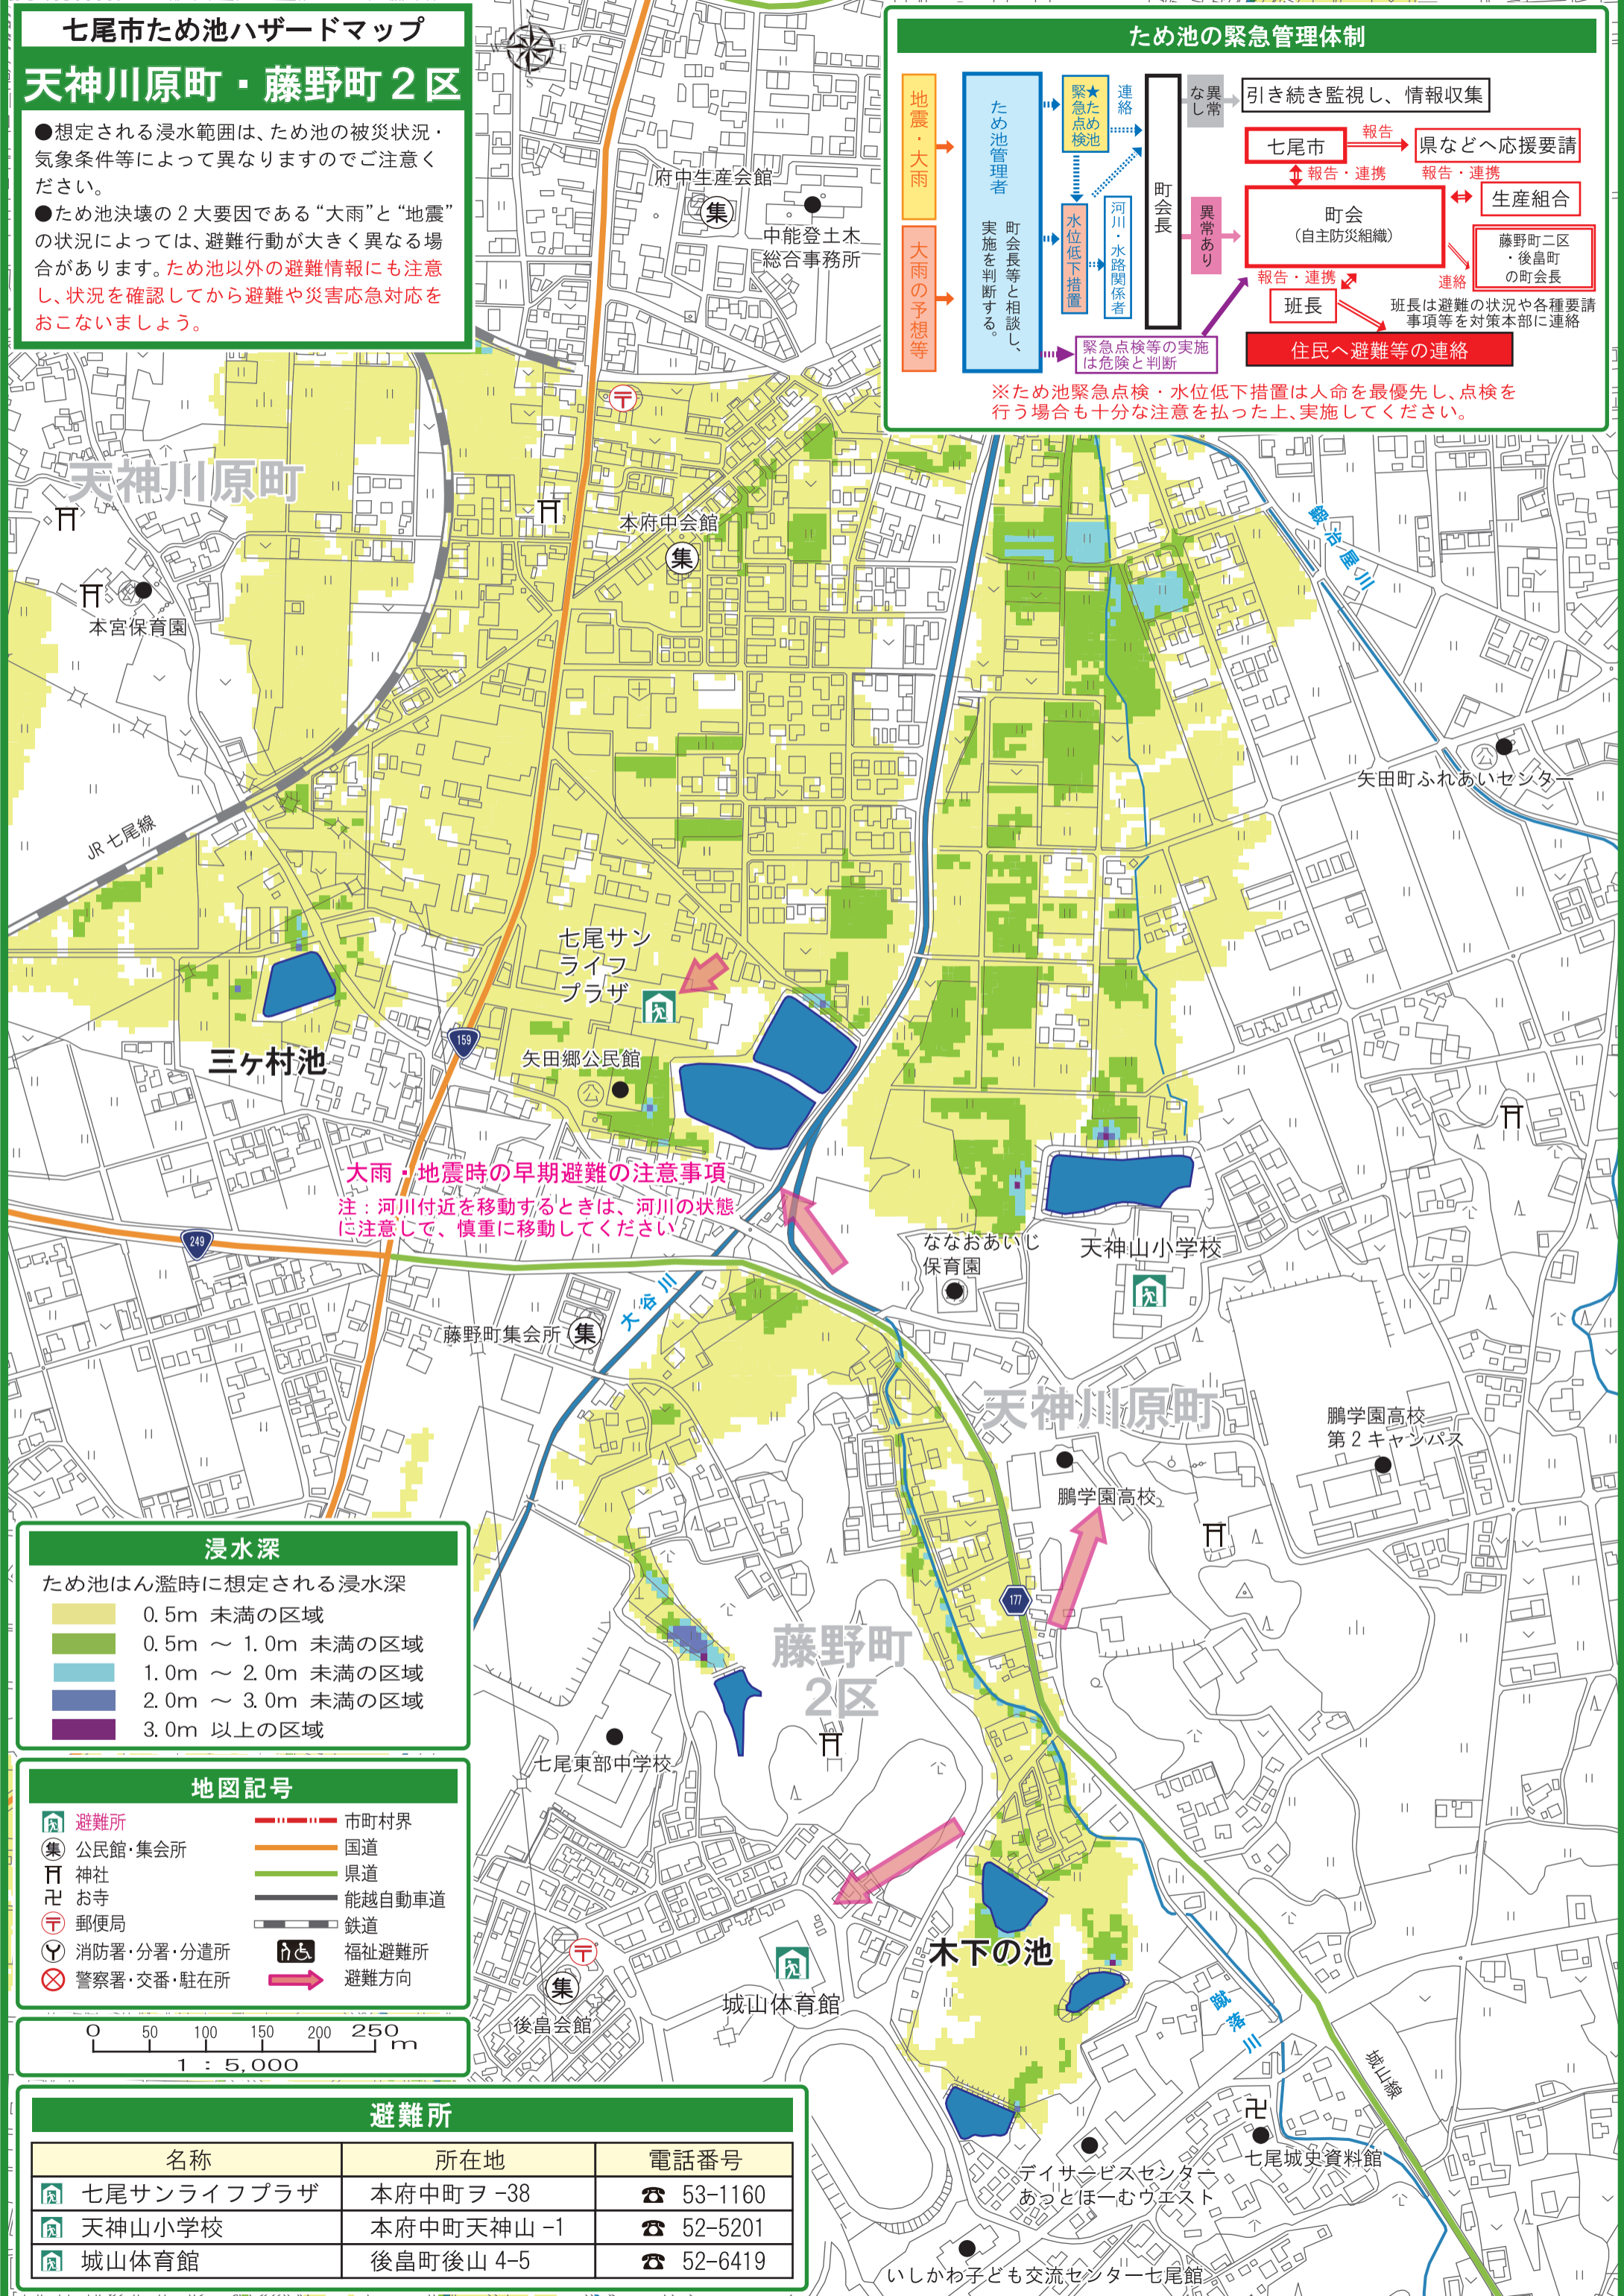 七尾市ため池ハザードマップ
天神川原町・藤野町２区
●想定される浸水範囲は、ため池の被災状況・
気象条件等によって異なりますのでご注意く
ださい。
●ため池決壊の２大要因である“大雨”と“地震”
の状況によっては、避難行動が大きく異なる場
合があります。ため池以外の避難情報にも注意
し、状況を確認してから避難や災害応急対応を
おこないましょう。
ため池の緊急管理体制
地震・大雨
大雨の予想等
ため池管理者
町会長等と相談し、
実施を判断する。
★ため池
緊急点検
連絡
水位低下措置
河川・水路関係者
緊急点検等の実施
は危険と判断
町会長
異常
なし
異常あり
引き続き監視し、情報収集
七尾市
報告
県などへ応援要請
報告・連携
報告・連携
町会
（自主防災組織）
生産組合
藤野町二区
・後畠町
の町会長
連絡
報告・連携
班長
班長は避難の状況や各種要請
事項等を対策本部に連絡
住民へ避難等の連絡
※ため池緊急点検・水位低下措置は人命を最優先し、点検を
行う場合も十分な注意を払った上、実施してください。
府中生産会館
集
中能登土木
総合事務所
天神川原町
本府中会館
集
鍛冶屋川
本宮保育園
矢田町ふれあいセンター
公
JR 七尾線
七尾サン
ライフ
プラザ
三ヶ村池
159
矢田郷公民館
公
大雨・地震時の早期避難の注意事項
注：河川付近を移動するときは、河川の状態
に注意して、慎重に移動してください
249
ななおあいじ
保育園
天神山小学校
大谷川
藤野町集会所
集
天神川原町
鵬学園高校
第２キャンパス
鵬学園高校
177
藤野町
2区
七尾東部中学校
木下の池
城山体育館
集
後畠会館
蹴落川
城山線
七尾城史資料館
デイサービスセンター
あっとほーむウエスト
いしかわ子ども交流センター七尾館
浸水深
ため池はん濫時に想定される浸水深
0.5m 未満の区域
0.5m ～ 1.0m 未満の区域
1.0m ～ 2.0m 未満の区域
2.0m ～ 3.0m 未満の区域
3.0m 以上の区域
地図記号
避難所
集 公民館・集会所
神社
卍 お寺
〒 郵便局
消防署・分署・分遣所
警察署・交番・駐在所
市町村界
国道
県道
能越自動車道
鉄道
福祉避難所
避難方向
0 50 100 150 200 250 m
1 : 5,000
避難所
名称 所在地 電話番号
七尾サンライフプラザ 本府中町ヲ -38 ☎ 53-1160
天神山小学校 本府中町天神山 -1 ☎ 52-5201
城山体育館 後畠町後山 4-5 ☎ 52-6419